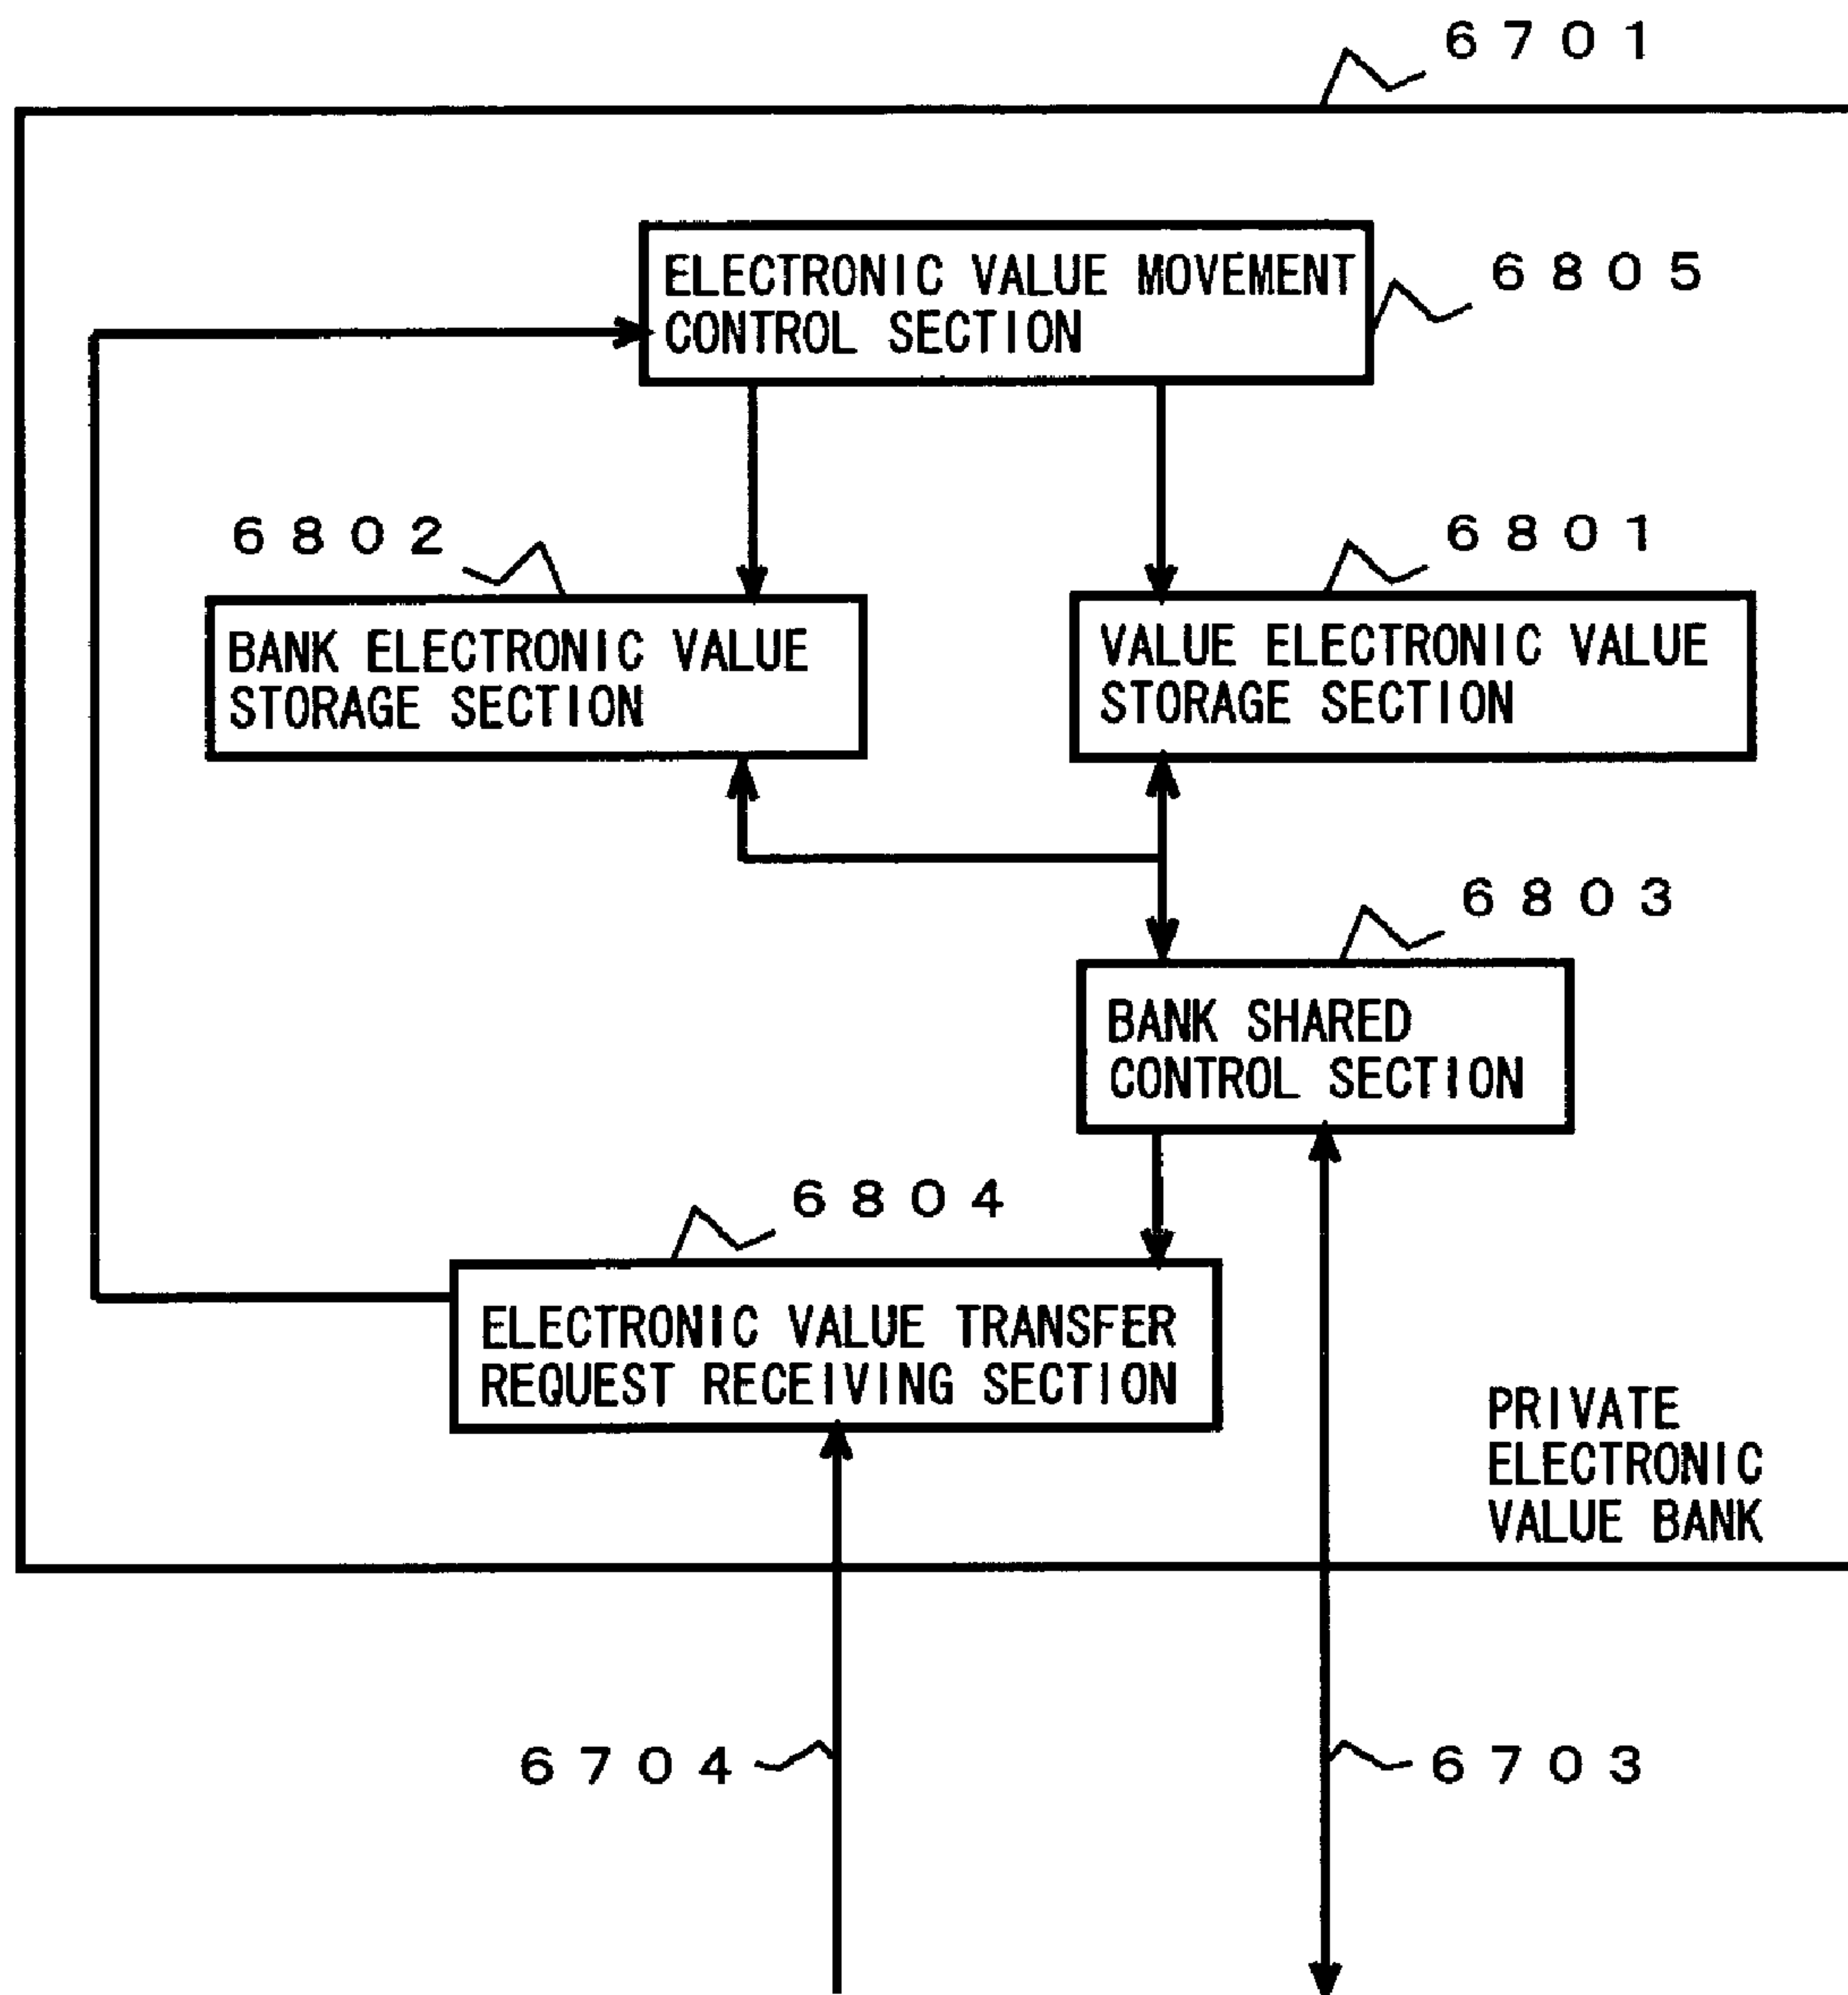 6701
ELECTRONIC VALUE MOVEMENT
CONTROL SECTION
6805
6802
6801
BANK ELECTRONIC VALUE
STORAGE SECTION
VALUE ELECTRONIC VALUE
STORAGE SECTION
6803
BANK SHARED
CONTROL SECTION
6804
ELECTRONIC VALUE TRANSFER
REQUEST RECEIVING SECTION
PRIVATE
ELECTRONIC
VALUE BANK
6704
6703